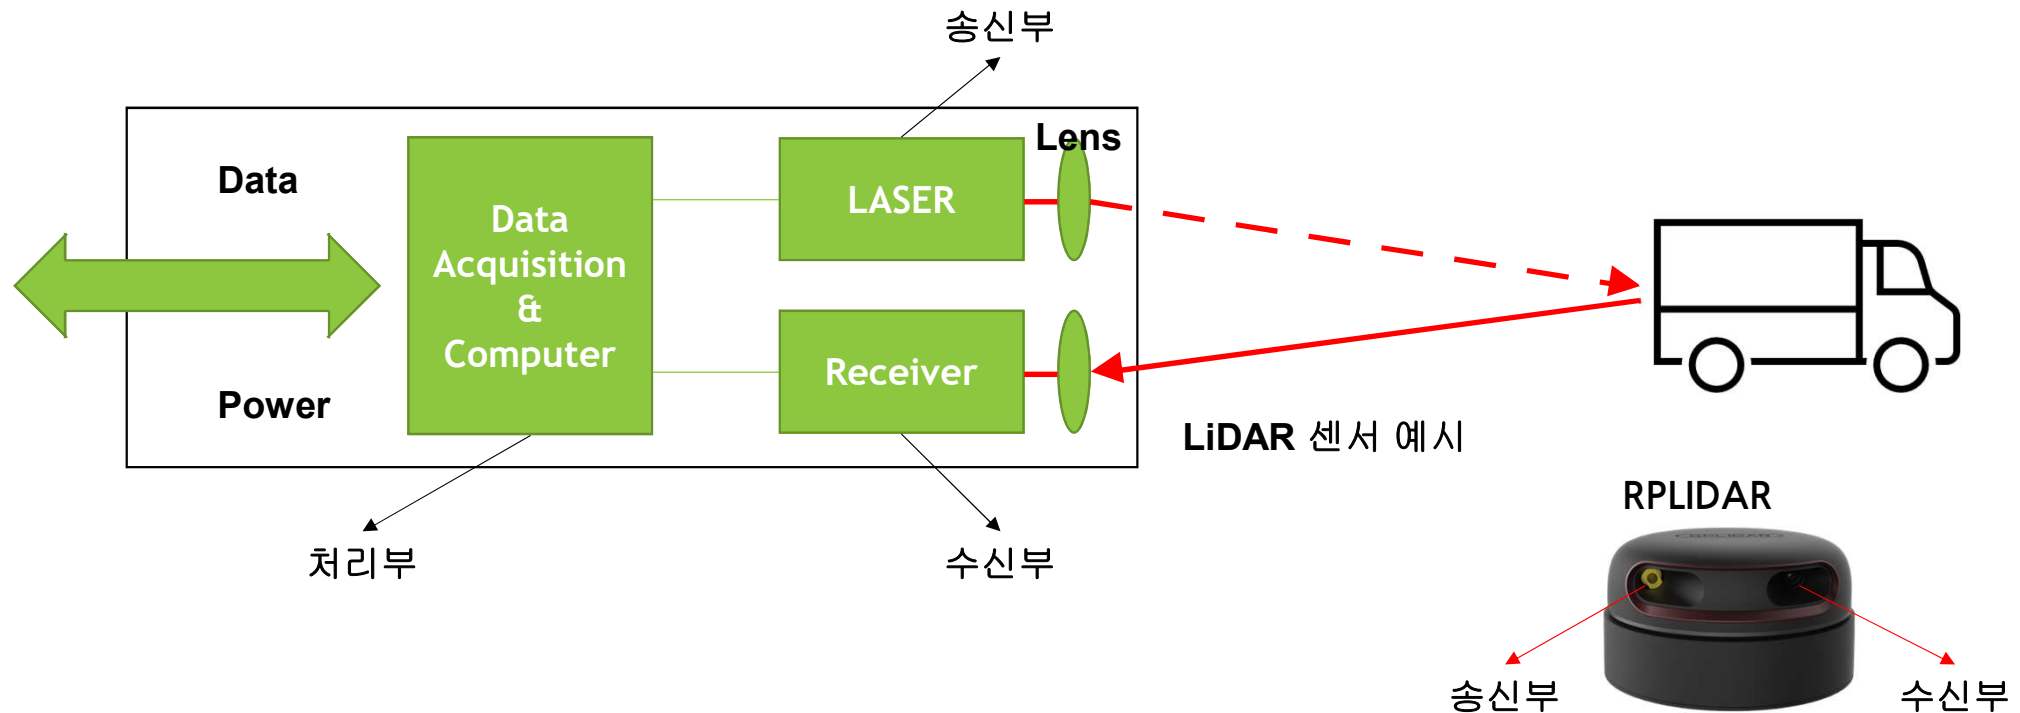 송신부
Lens
Data
LASER
Data
Acquisition
&
Computer
Receiver
Power
LiDAR 센서 예시
RPLIDAR
RPLIDAR
처리부
수신부
송신부
수신부